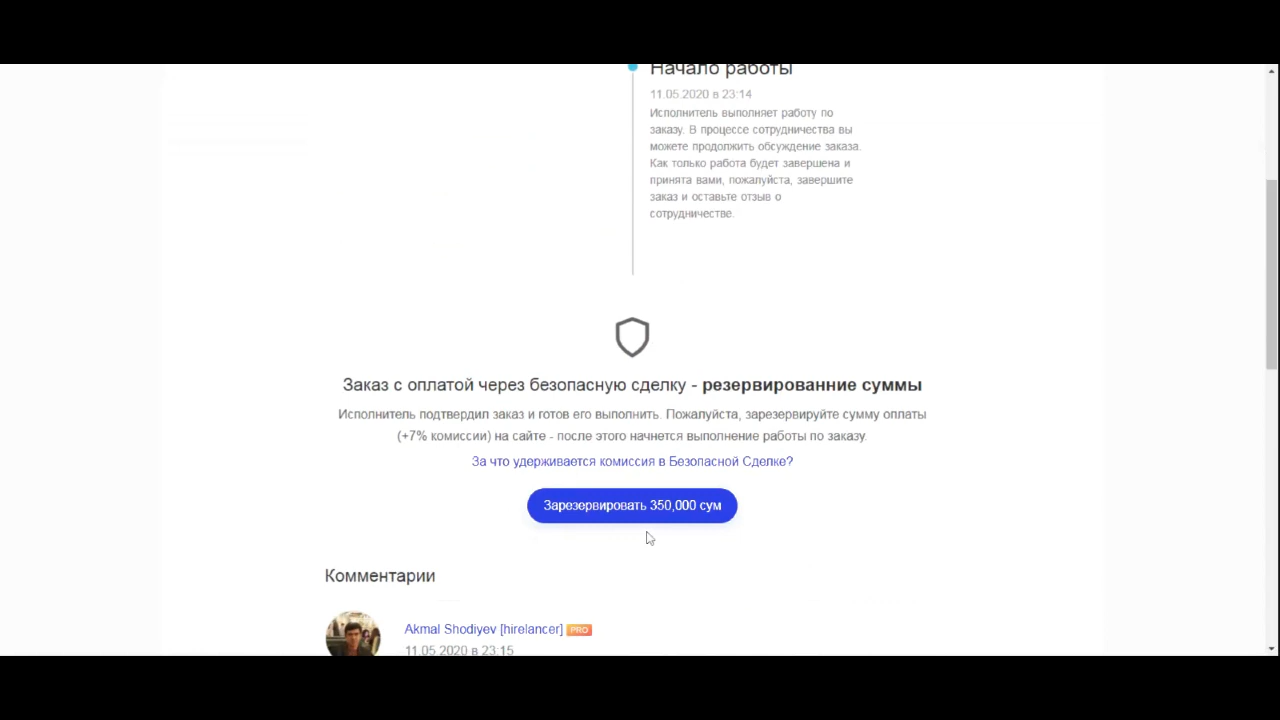 Начало работы
11.05.2020 в 23:14
Исполнитель выполняет работу по
заказу. В процессе сотрудничества вы
можете продолжить обсуждение заказа.
Как только работа будет завершена и
принята вами, пожалуйста, завершите
заказ и оставьте отзыв о
сотрудничестве.
Заказ с оплатой через безопасную сделку - резервированние суммы
Исполнитель подтвердил заказ и готов его выполнить. Пожалуйста, зарезервируйте сумму оплаты
(+7% комиссии) на сайте - после этого начнется выполнение работы по заказу.
За что удерживается комиссия в Безопасной Сделке?
Зарезервировать 350,000 сум
Комментарии
Akmal Shodiyev [hirelancer] PRO
11.05.2020 в 23:15